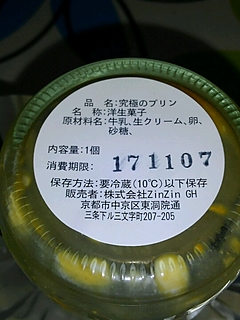 品 名:究極のプリン
名 称:洋生菓子
原材料名:牛乳、生クリーム、卵、
砂糖、
内容量:1個
消費期限: 171107
保存方法:要冷蔵(10℃)以下保存
販売者:株式会社ZinZin GH
京都市中京区東洞院通
三条下ル三文字町207-205